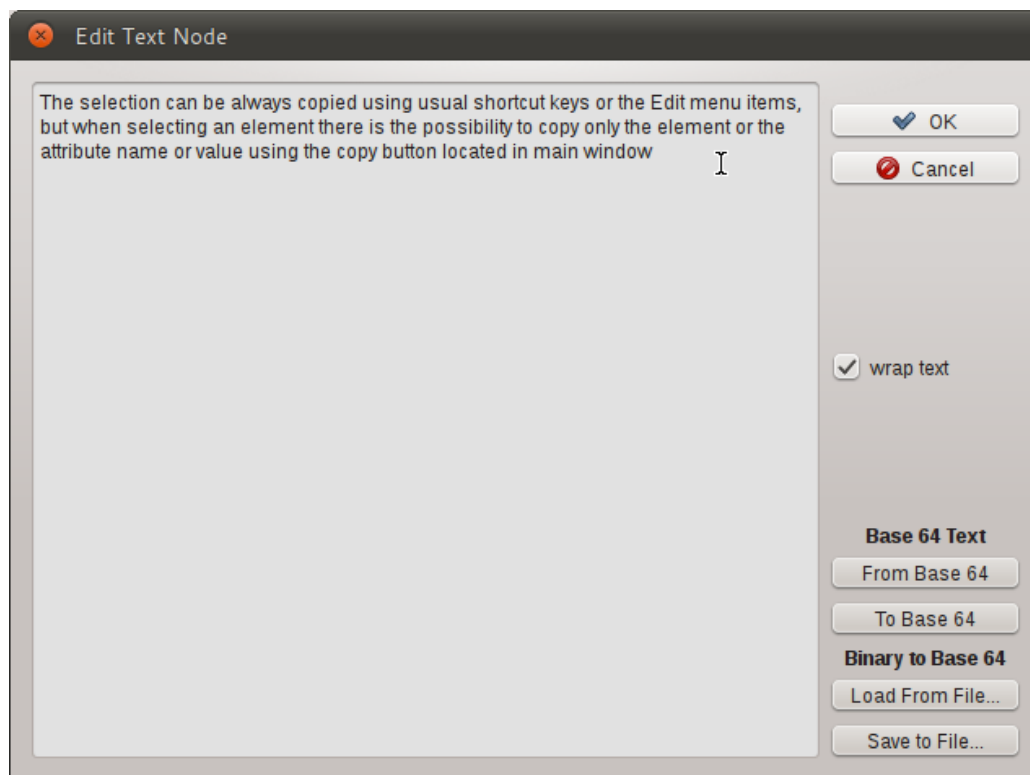 Edit Text Node
The selection can be always copied using usual shortcut keys or the Edit menu items,
but when selecting an element there is the possibility to copy only the element or the
attribute name or value using the copy button located in main window
OK
Cancel
wrap text
Base 64 Text
From Base 64
To Base 64
Binary to Base 64
Load From File...
Save to File...